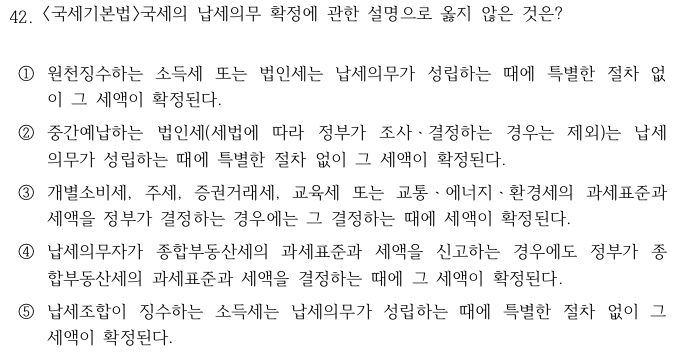 42. 〈국세기본법〉국세의 납세의무 확정에 관한 설명으로 옳지 않은 것은?
① 원천징수하는 소득세 또는 법인세는 납세의무가 성립하는 때에 특별한 절차 없
이 그 세액이 확정된다.
② 중간예납하는 법인세(세법에 따라 정부가 조사ㆍ결정하는 경우는 제외)는 납세
의무가 성립하는 때에 특별한 절차 없이 그 세액이 확정된다.
③ 개별소비세, 주세, 증권거래세, 교육세 또는 교통ㆍ에너지ㆍ환경세의 과세표준과
세액을 정부가 결정하는 경우에는 그 결정하는 때에 세액이 확정된다.
④ 납세의무자가 종합부동산세의 과세표준과 세액을 신고하는 경우에도 정부가 종
합부동산세의 과세표준과 세액을 결정하는 때에 그 세액이 확정된다.
⑤ 납세조합이 징수하는 소득세는 납세의무가 성립하는 때에 특별한 절차 없이 그
세액이 확정된다.